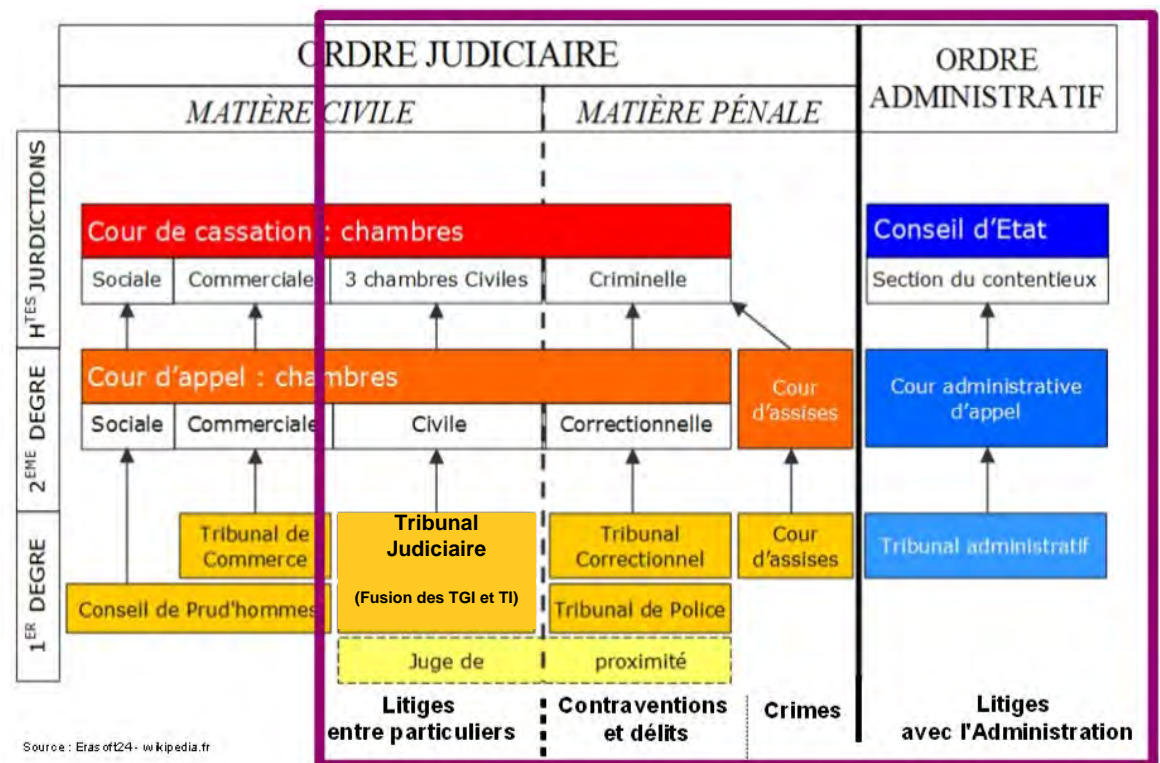 ORDRE JUDICIAIRE
ORDRE
ADMINISTRATIF
MATIÈRE CIVILE
MATIÈRE PÉNALE
HTES JURDICTIONS
Cour de cassation : chambres
Conseil d'Etat
Sociale
Commerciale
3 chambres Civiles
Criminelle
Section du contentieux
2EME DEGRE
Cour d'appel : chambres
Cour
d'assises
Cour administrative
d'appel
Sociale
Commerciale
Civile
Correctionnelle
1ER DEGRE
Tribunal de
Commerce
Tribunal
Judiciaire
(Fusion des TGI et TI)
Tribunal
Correctionnel
Cour
d'assises
Tribunal administratif
Conseil de Prud'hommes
Tribunal de Police
Juge de proximité
Litiges
entre particuliers
Contraventions
et délits
Crimes
Litiges
avec l'Administration
Source : Erasoft24 - wikipedia.fr